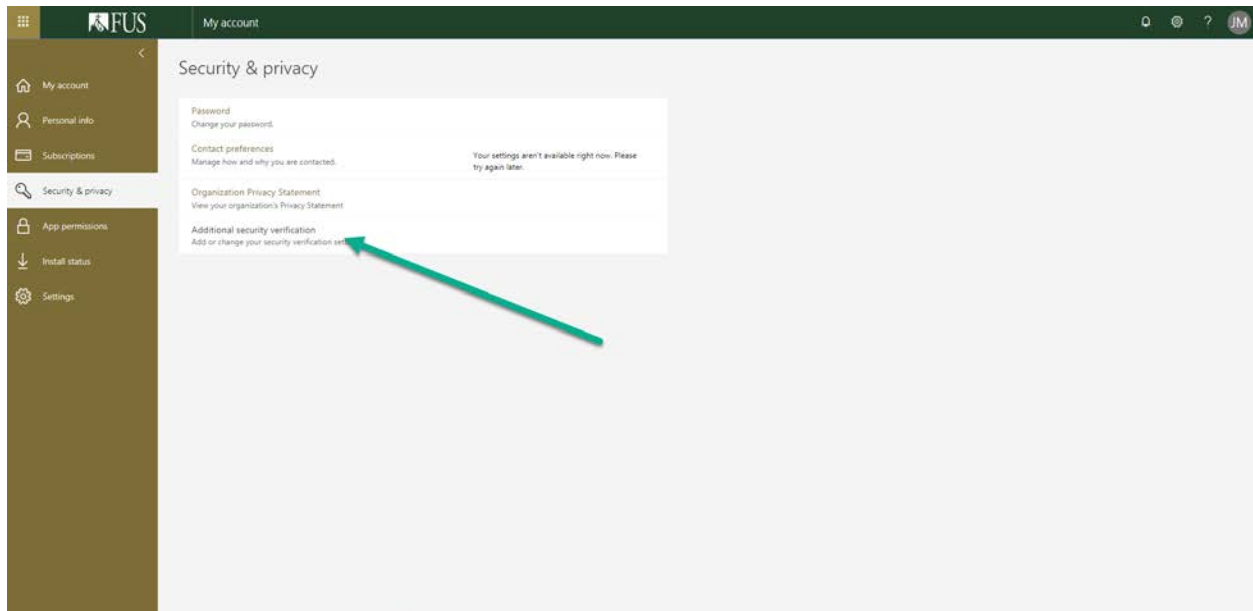 FUS
My account
?
JM
My account
Personal info
Subscriptions
Security & privacy
App permissions
Install status
Settings
Security & privacy
Password
Change your password.
Contact preferences
Manage how and why you are contacted.
Your settings aren't available right now. Please
try again later.
Organization Privacy Statement
View your organization's Privacy Statement
Additional security verification
Add or change your security verification